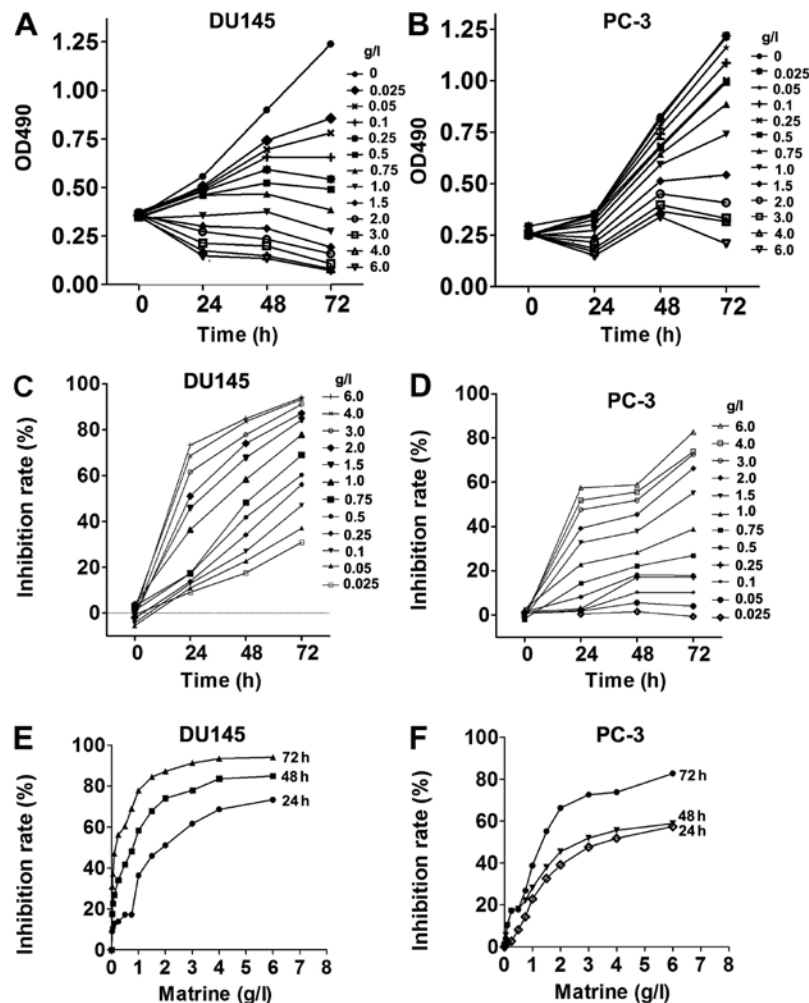 A
DU145
OD490
1.25
1.00
0.75
0.50
0.25
0.00
0 24 48 72
Time (h)
g/l
0
0.025
0.05
0.1
0.25
0.5
0.75
1.0
1.5
2.0
3.0
4.0
6.0
B
PC-3
OD490
1.25
1.00
0.75
0.50
0.25
0.00
0 24 48 72
Time (h)
g/l
0
0.025
0.05
0.1
0.25
0.5
0.75
1.0
1.5
2.0
3.0
4.0
6.0
C
DU145
Inhibition rate (%)
100
80
60
40
20
0
0 24 48 72
Time (h)
g/l
6.0
4.0
3.0
2.0
1.5
1.0
0.75
0.5
0.25
0.1
0.05
0.025
D
PC-3
Inhibition rate (%)
100
80
60
40
20
0
0 24 48 72
Time (h)
g/l
6.0
4.0
3.0
2.0
1.5
1.0
0.75
0.5
0.25
0.1
0.05
0.025
E
DU145
Inhibition rate (%)
100
80
60
40
20
0
72 h
48 h
24 h
0 1 2 3 4 5 6 7 8
Matrine (g/l)
F
PC-3
Inhibition rate (%)
100
80
60
40
20
0
72 h
48 h
24 h
0 1 2 3 4 5 6 7 8
Matrine (g/l)